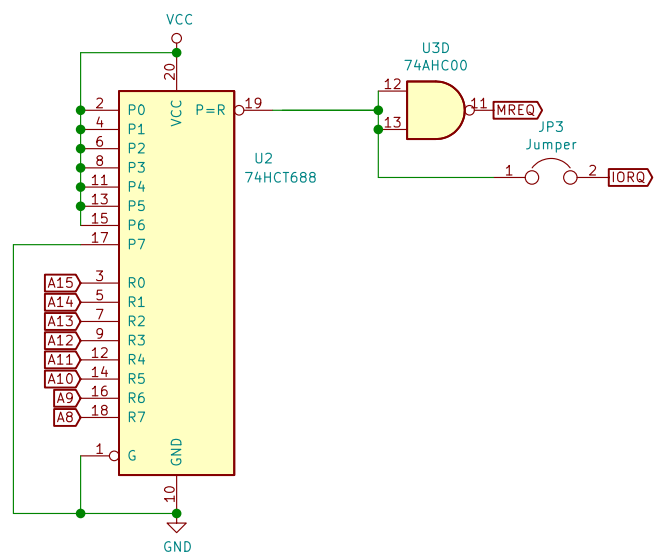 VCC
20
VCC
2 P0
4 P1
6 P2
8 P3
11 P4
13 P5
15 P6
17 P7
A15 3 R0
A14 5 R1
A13 7 R2
A12 9 R3
A11 12 R4
A10 14 R5
A9 16 R6
A8 18 R7
1 G
GND
10
GND
P=R 19
U2
74HCT688
U3D
74AHC00
12
13
11 MREQ
JP3
Jumper
1 2 IORQ